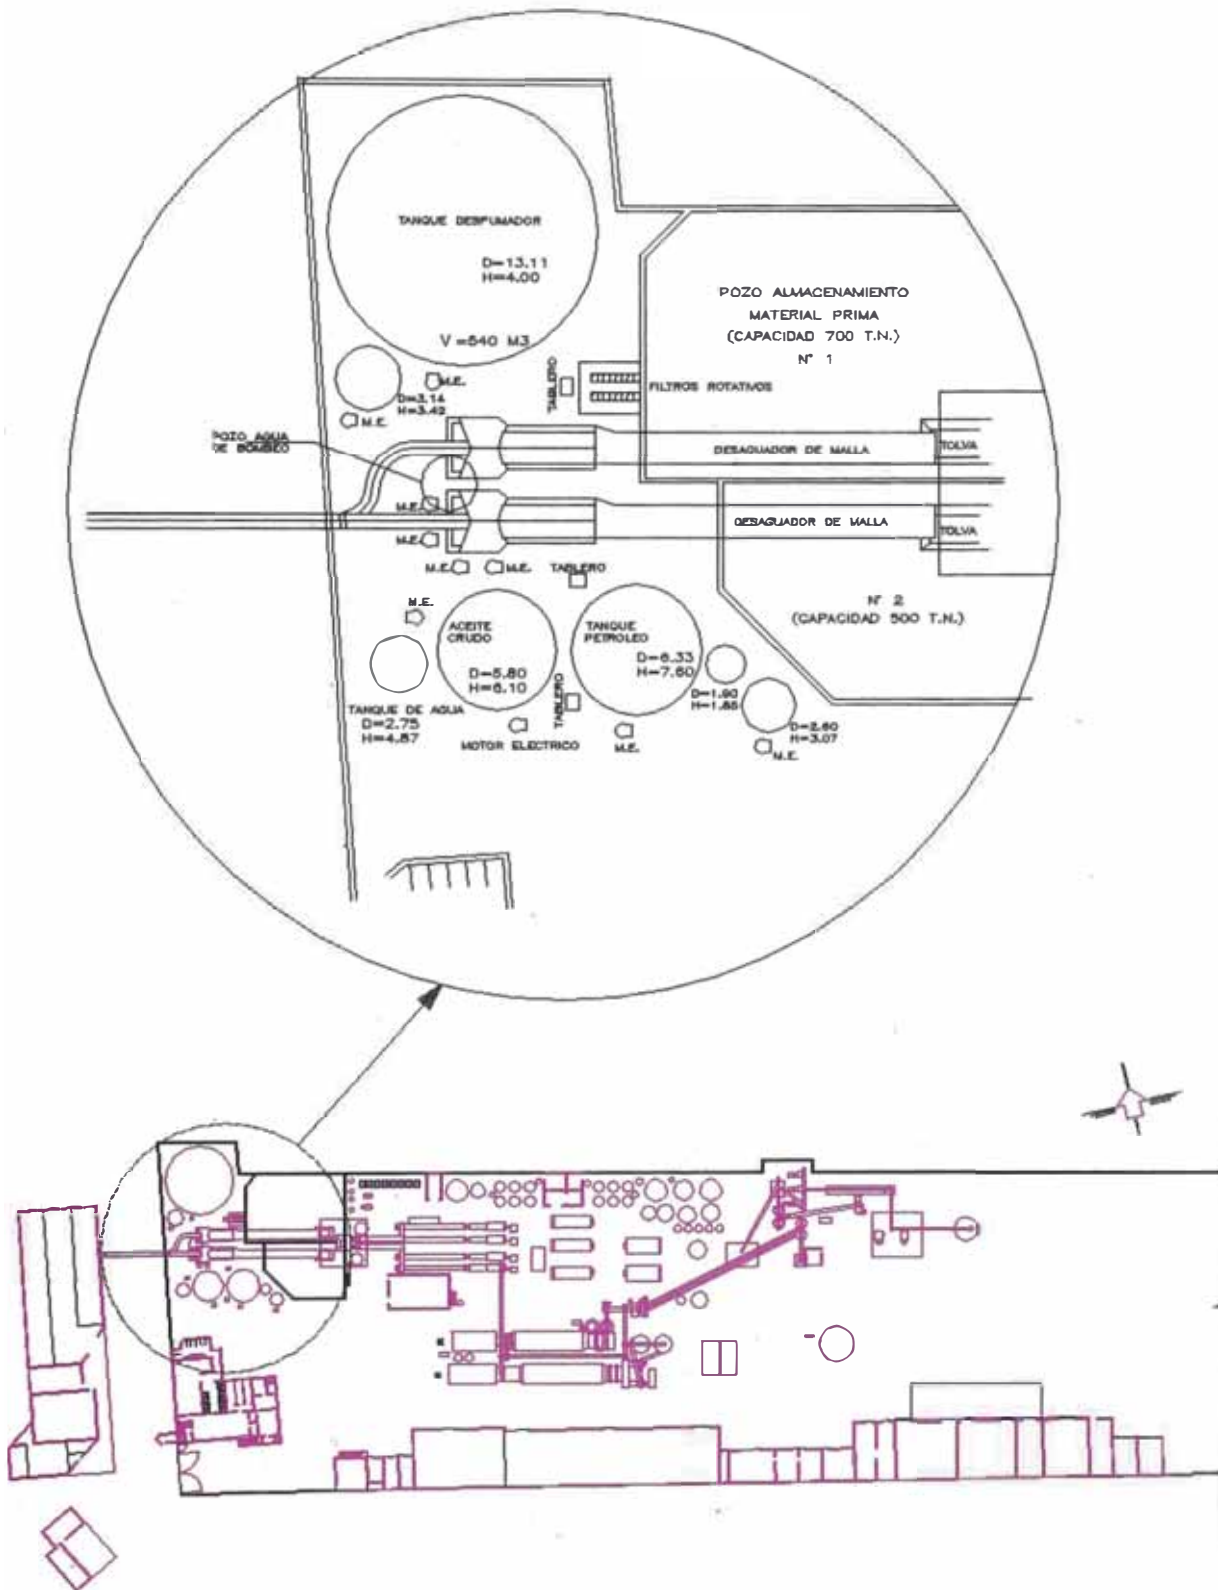 TANQUE DESPUMADOR
D=13.11
H=4.00
V =540 M3
POZO ALMACENAMIENTO
MATERIAL PRIMA
(CAPACIDAD 700 T.N.)
N° 1
M.E.
D=3.14
H=3.42
M.E.
TABLERO
FILTROS ROTATIVOS
POZO AGUA
DE BOMBEO
DESAGUADOR DE MALLA
TOLVA
M.E.
DESAGUADOR DE MALLA
TOLVA
M.E.
M.E.
M.E.
TABLERO
N° 2
(CAPACIDAD 500 T.N.)
M.E.
ACEITE
CRUDO
D=5.80
H=6.10
TANQUE
PETROLEO
D=6.33
H=7.60
D=1.90
H=1.85
TANQUE DE AGUA
D=2.75
H=4.87
TABLERO
D=2.60
H=3.07
MOTOR ELECTRICO
M.E.
M.E.